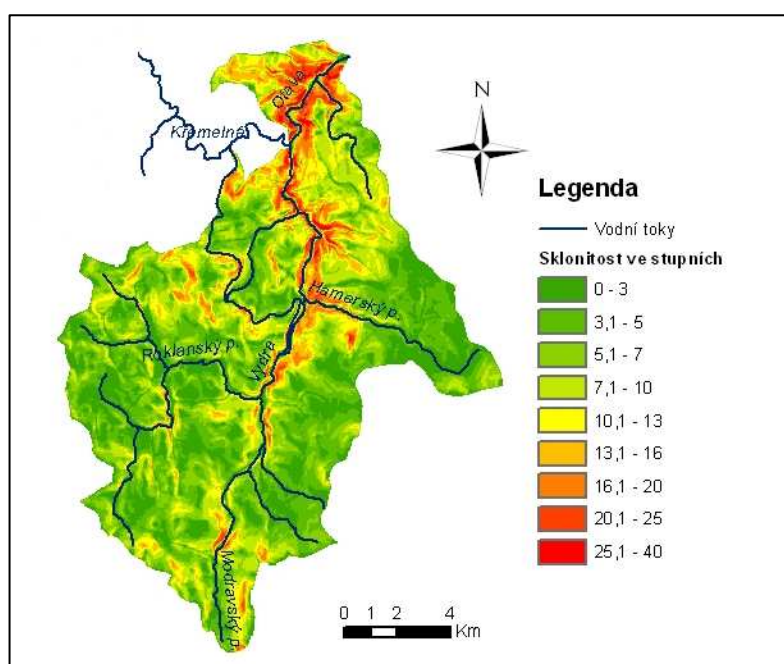 Otava
Křemelná
N
Legenda
Vodní toky
Sklonitost ve stupních
0 - 3
3,1 - 5
5,1 - 7
7,1 - 10
10,1 - 13
13,1 - 16
16,1 - 20
20,1 - 25
25,1 - 40
Hamerský p.
Roklanský p.
Vydra
Modravský p.
0 1 2 4
Km